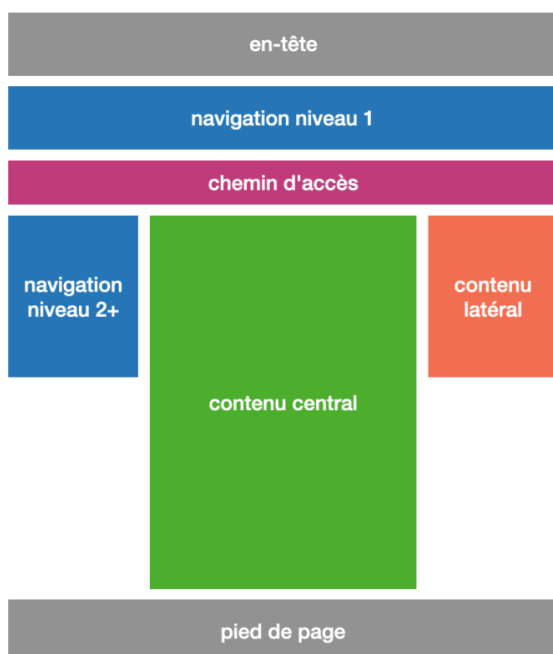 en-tête
navigation niveau 1
chemin d'accès
navigation
niveau 2+
contenu central
contenu
latéral
pied de page